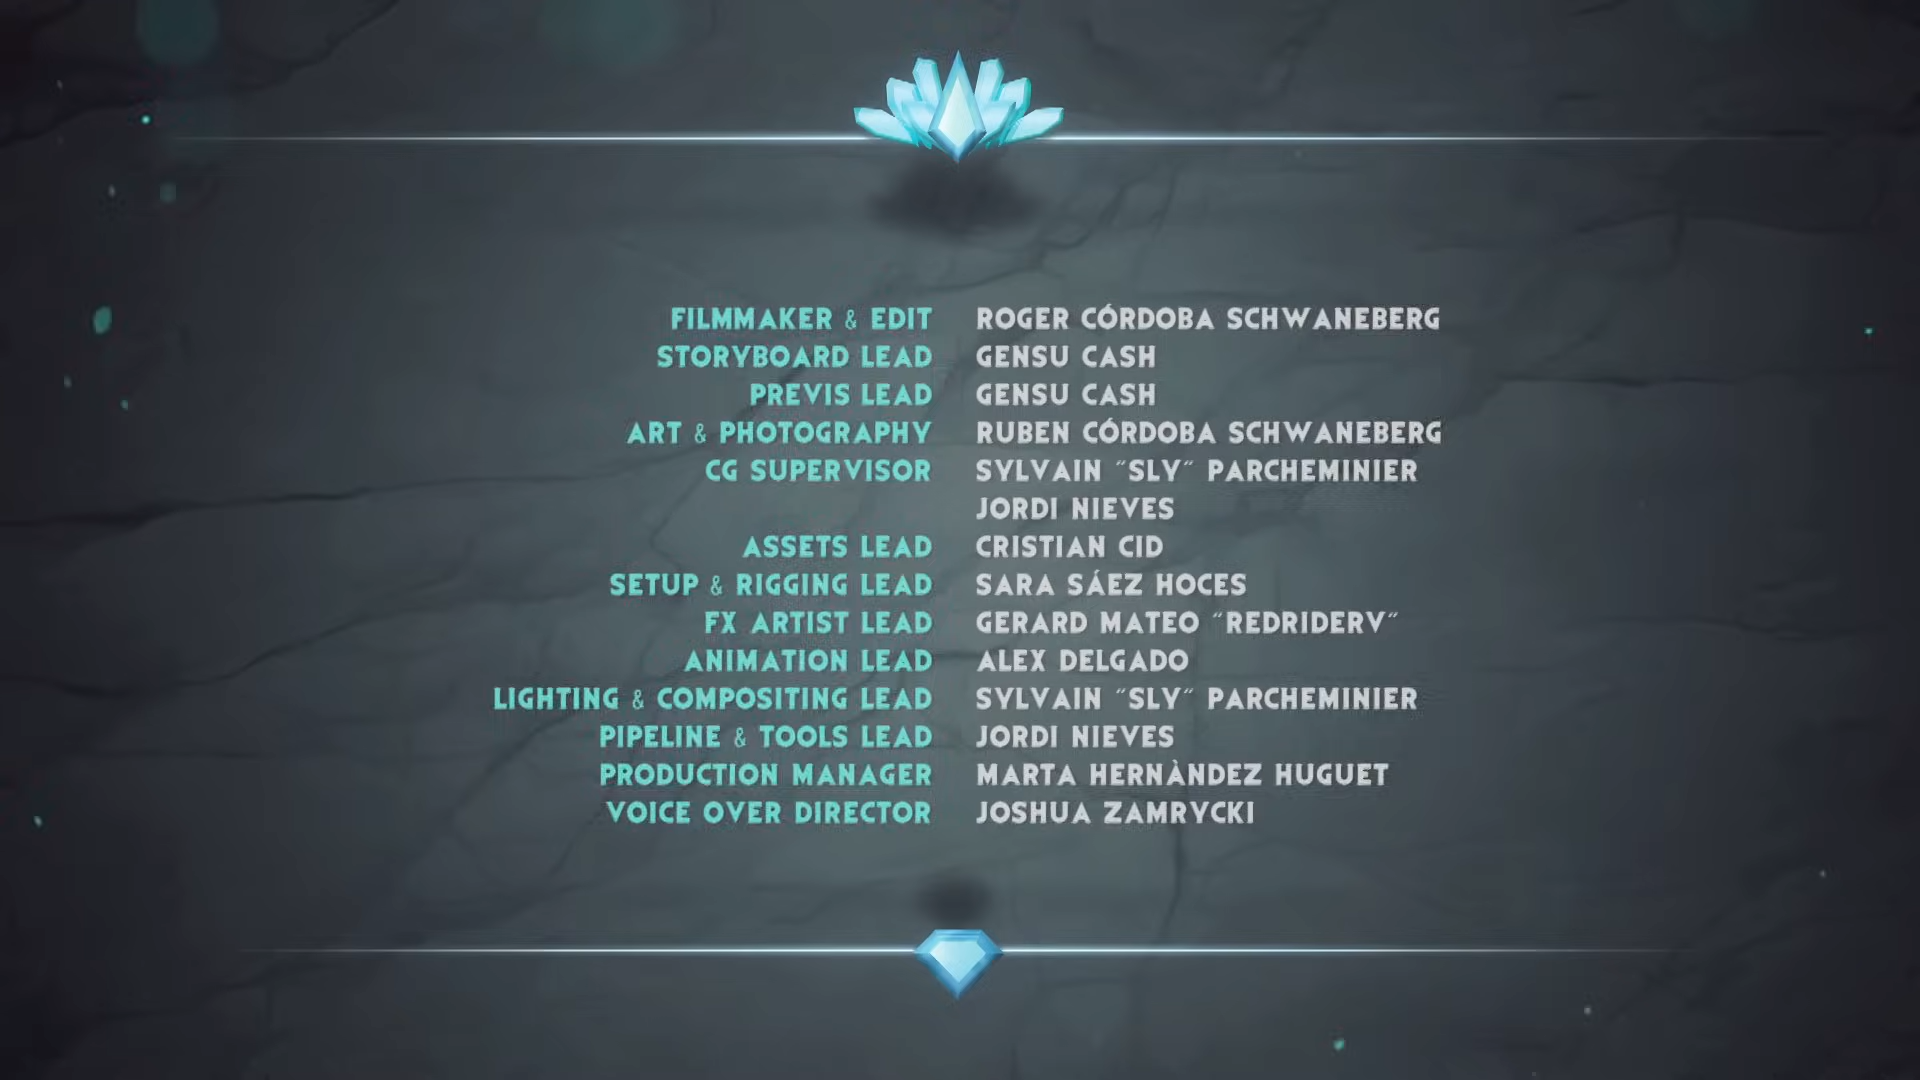 FILMMAKER & EDIT ROGER CÓRDOBA SCHWANEBERG
STORYBOARD LEAD GENSU CASH
PREVIS LEAD GENSU CASH
ART & PHOTOGRAPHY RUBEN CÓRDOBA SCHWANEBERG
CG SUPERVISOR SYLVAIN "SLY" PARCHEMINIER
JORDI NIEVES
ASSETS LEAD CRISTIAN CID
SETUP & RIGGING LEAD SARA SÁEZ HOCES
FX ARTIST LEAD GERARD MATEO "REDRIDERV"
ANIMATION LEAD ALEX DELGADO
LIGHTING & COMPOSITING LEAD SYLVAIN "SLY" PARCHEMINIER
PIPELINE & TOOLS LEAD JORDI NIEVES
PRODUCTION MANAGER MARTA HERNÀNDEZ HUGUET
VOICE OVER DIRECTOR JOSHUA ZAMRYCKI